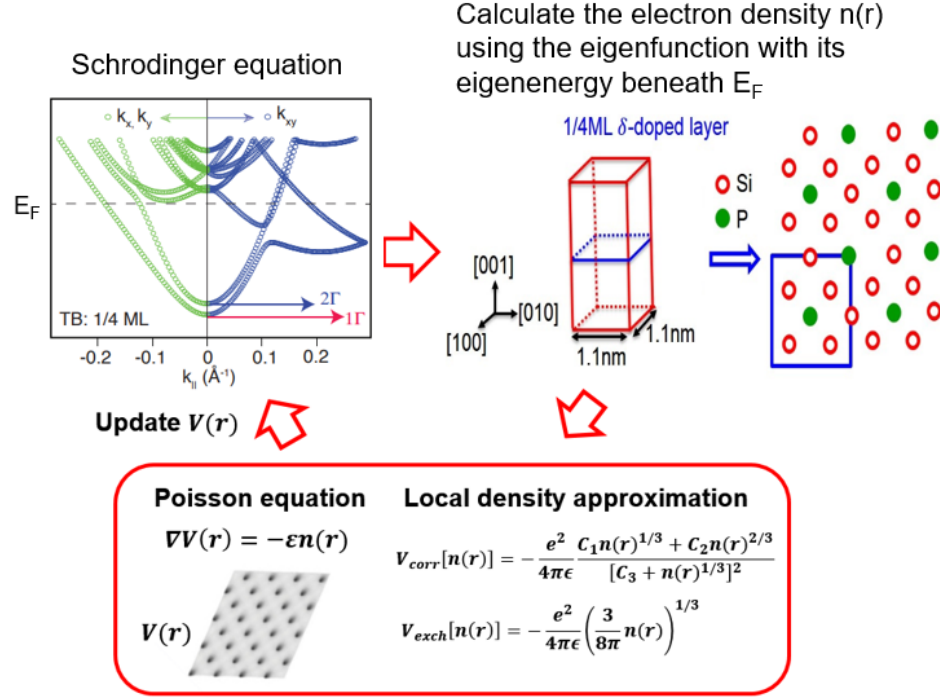 Schrodinger equation
Calculate the electron density n(r)
using the eigenfunction with its
eigenenergy beneath E_F
k_x, k_y
k_xy
E_F
2Γ
1Γ
TB: 1/4 ML
-0.2 -0.1 0 0.1 0.2
k_|| (Å⁻¹)
1/4ML δ-doped layer
[001]
[010]
[100]
1.1nm
1.1nm
Si
P
Update V(r)
Poisson equation
∇V(r) = −εn(r)
V(r)
Local density approximation
V_corr[n(r)] = − e²/4πϵ C₁n(r)^1/3 + C₂n(r)^2/3 / [C₃ + n(r)^1/3]²
V_exch[n(r)] = − e²/4πϵ (3/8π n(r))^1/3